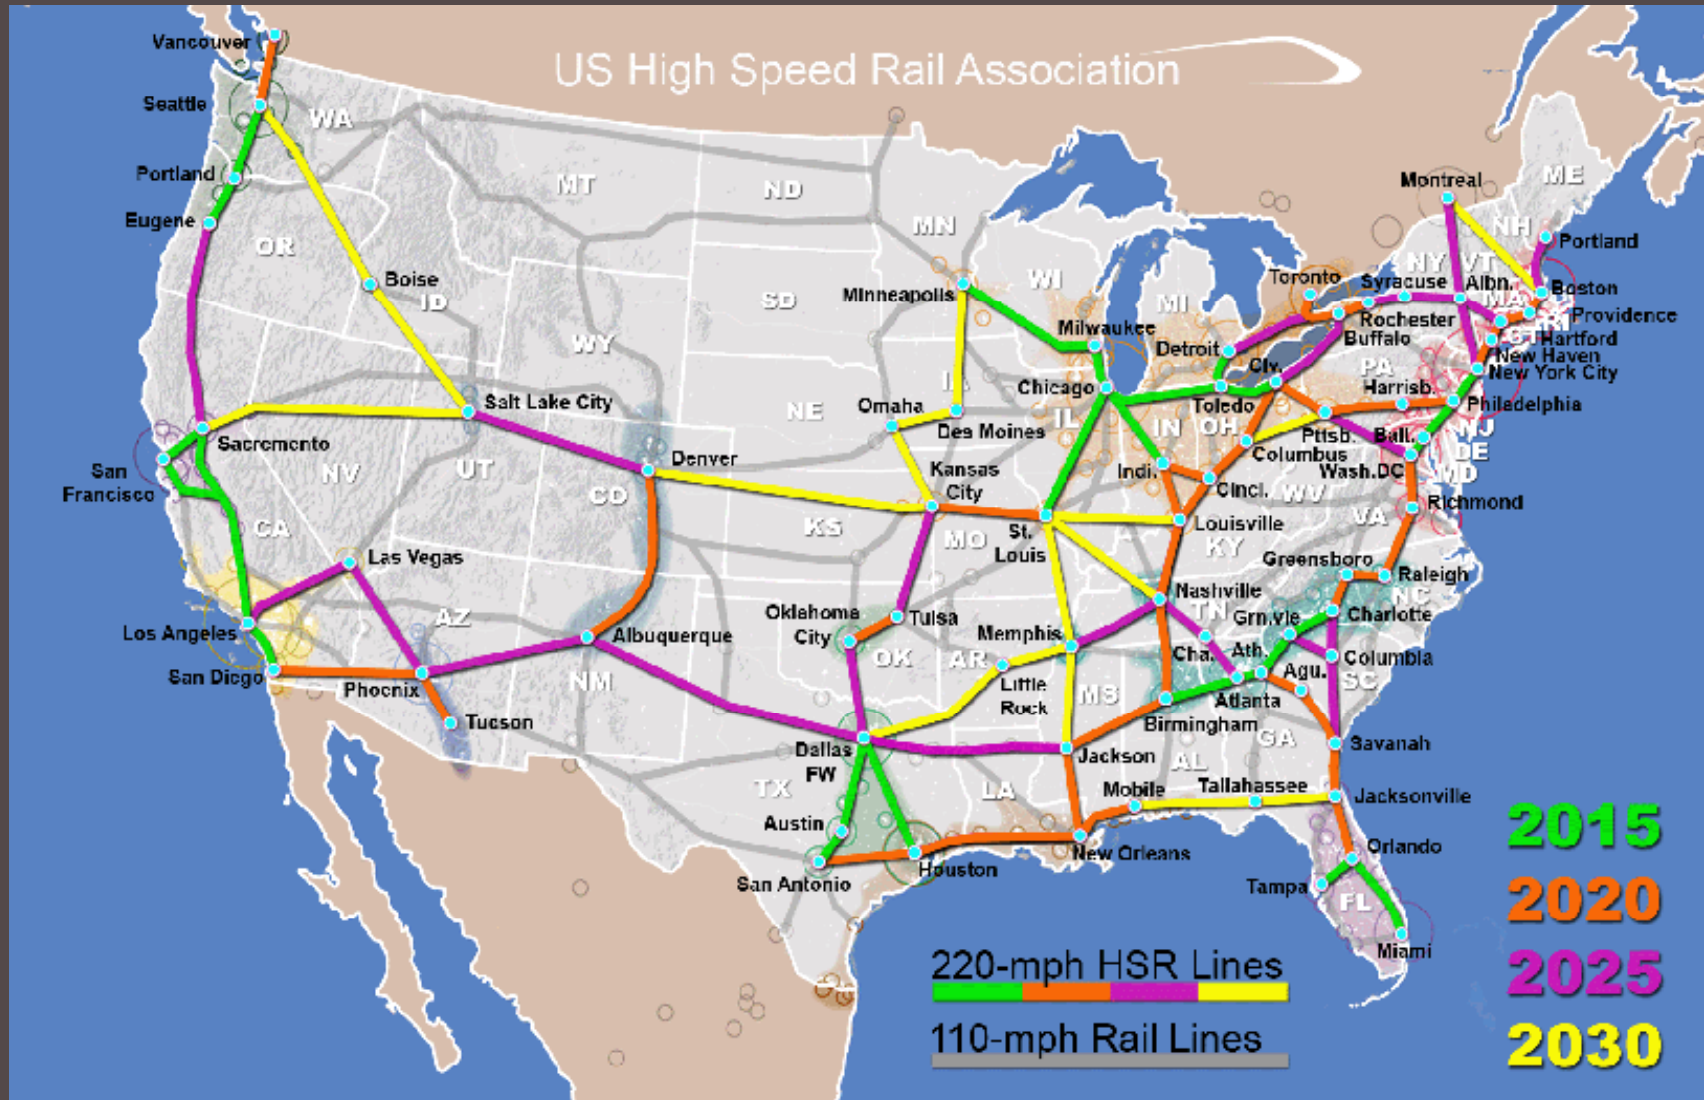 US High Speed Rail Association
Vancouver
Seattle
WA
Portland
Eugene
OR
Boise
ID
MT
ND
MN
SD
WY
Minneapolis
WI
Milwaukee
MI
Montreal
ME
NH
Portland
NY
VT
Toronto
Syracuse
Albn.
MA
Boston
Providence
Rochester
CT
RI
Hartford
Detroit
Buffalo
New Haven
Clv.
PA
New York City
Chicago
Harrisb.
Philadelphia
Salt Lake City
NE
IA
Omaha
Des Moines
IL
IN
OH
Toledo
Pttsb.
Balt.
NJ
Sacremento
San
Francisco
NV
UT
Denver
CO
Kansas
City
Indi.
Columbus
Wash.DC
DE
MD
Cincl.
WV
Richmond
CA
KS
MO
St.
Louis
Louisville
KY
VA
Las Vegas
Greensboro
Raleigh
NC
Los Angeles
AZ
Albuquerque
Oklahome
City
Tulsa
Nashville
TN
Grn.vle
Charlotte
Memphis
OK
AR
Cha.
Ath.
Columbia
SC
San Diego
Phoenix
NM
Little
Rock
MS
Agu.
Atlanta
Tucson
Birmingham
GA
Savanah
Dallas
FW
Jackson
AL
TX
LA
Mobile
Tallahassee
Jacksonville
Austin
New Orleans
Orlando
San Antonio
Houston
Tampa
FL
Miami
2015
2020
2025
2030
220-mph HSR Lines
110-mph Rail Lines